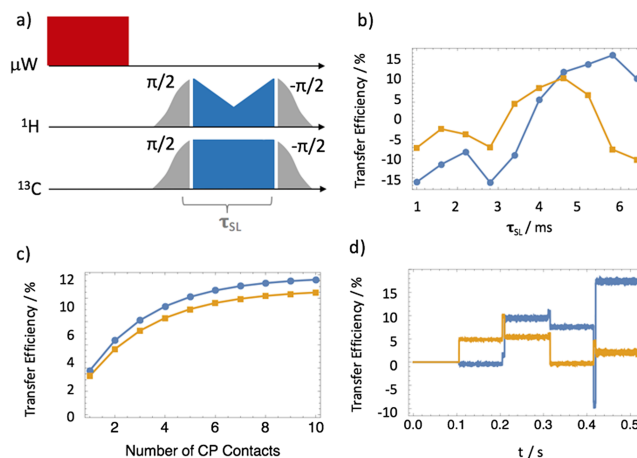 a)
μW
π/2
-π/2
¹H
π/2
-π/2
¹³C
τSL
b)
Transfer Efficiency / %
15
10
5
0
-5
-10
-15
1
2
3
4
5
6
τSL / ms
c)
Transfer Efficiency / %
12
10
6
4
2
0
2
4
6
8
10
Number of CP Contacts
d)
Transfer Efficiency / %
15
10
5
0
-5
-10
0.0
0.1
0.2
0.3
0.4
0.5
t / s